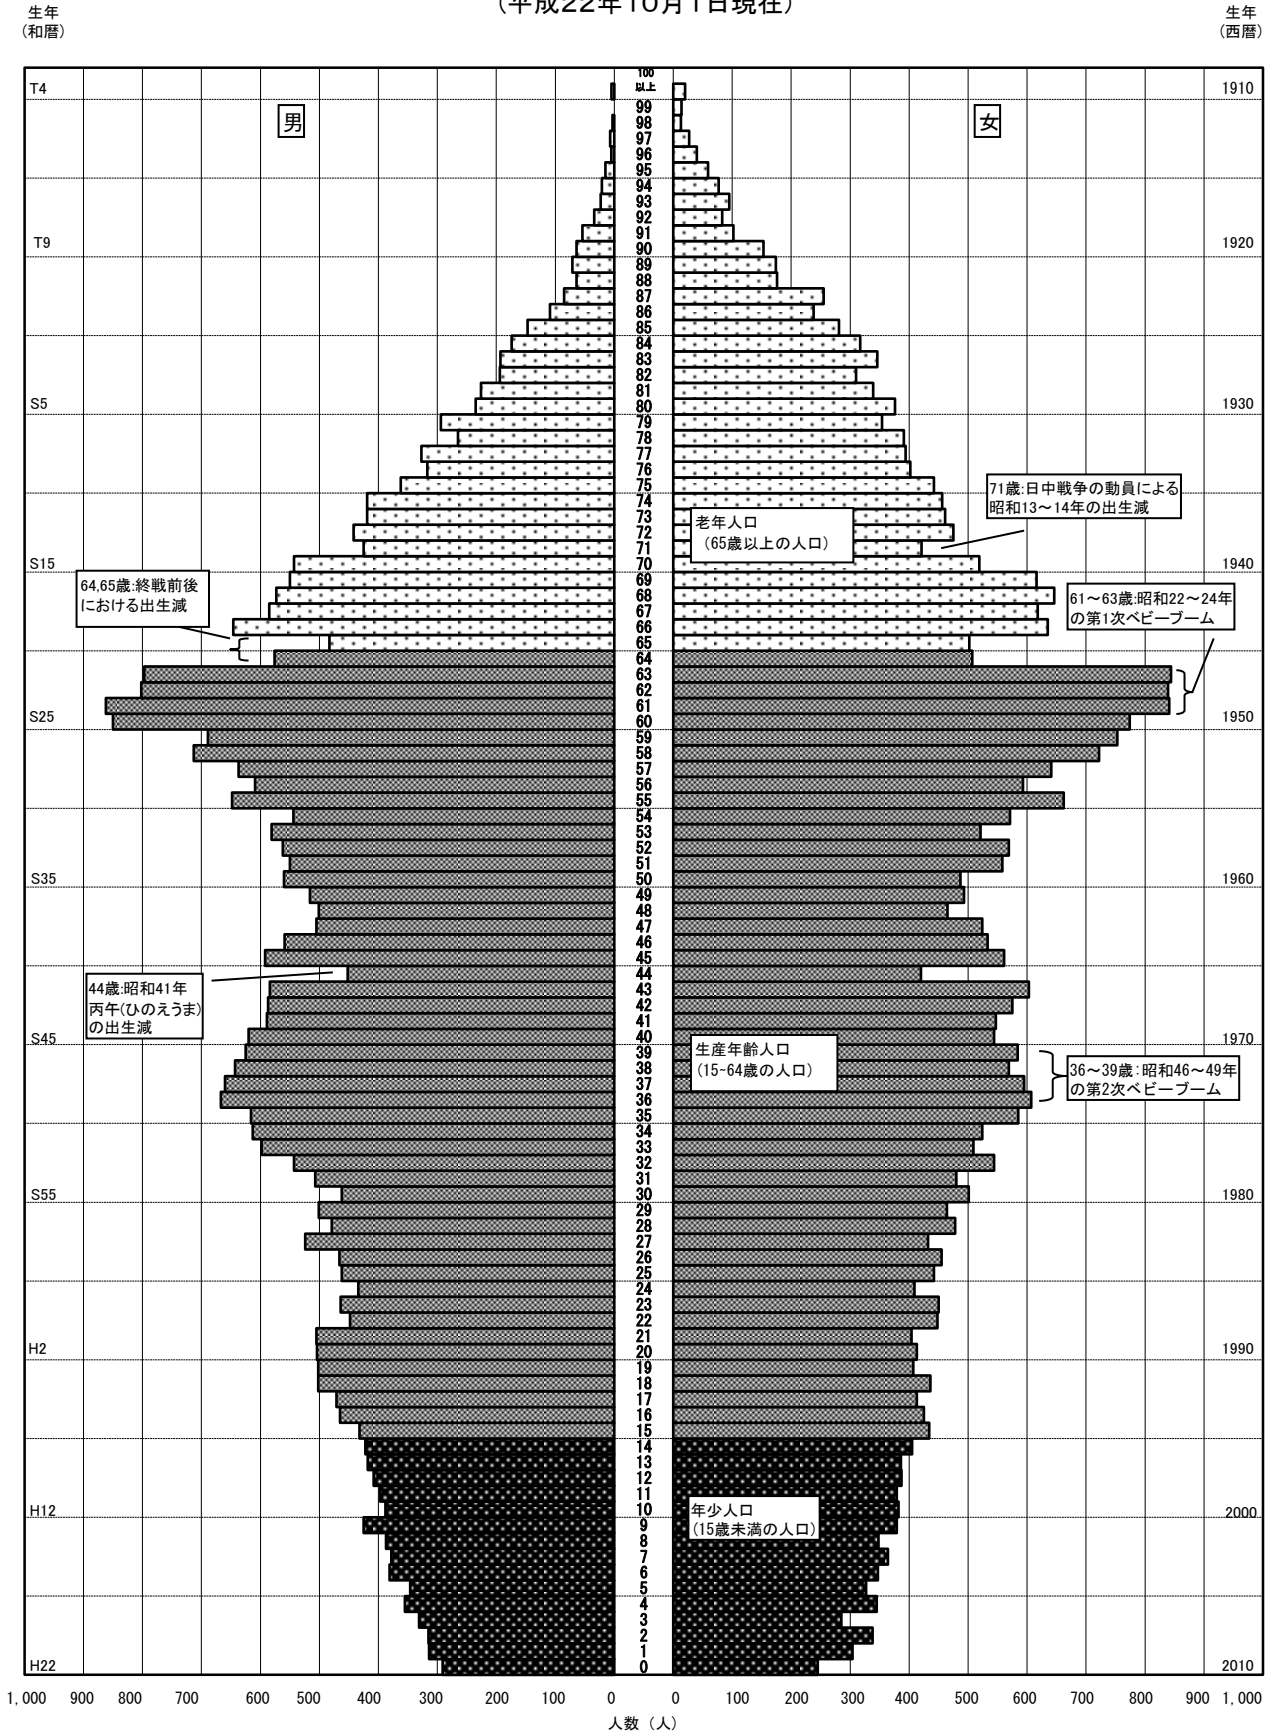 (平成22年10月1日現在)
生年
(和暦)
生年
(西暦)
男
女
T4
T9
S5
S15
S25
S35
S45
S55
H2
H12
H22
1910
1920
1930
1940
1950
1960
1970
1980
1990
2000
2010
100
以上
99
98
97
96
95
94
93
92
91
90
89
88
87
86
85
84
83
82
81
80
79
78
77
76
75
74
73
72
71
70
69
68
67
66
65
64
63
62
61
60
59
58
57
56
55
54
53
52
51
50
49
48
47
46
45
44
43
42
41
40
39
38
37
36
35
34
33
32
31
30
29
28
27
26
25
24
23
22
21
20
19
18
17
16
15
14
13
12
11
10
9
8
7
6
5
4
3
2
1
0
71歳:日中戦争の動員による
昭和13～14年の出生減
老年人口
(65歳以上の人口)
64,65歳:終戦前後
における出生減
61～63歳:昭和22～24年
の第1次ベビーブーム
44歳:昭和41年
丙午(ひのえうま)
の出生減
生産年齢人口
(15-64歳の人口)
36～39歳:昭和46～49年
の第2次ベビーブーム
年少人口
(15歳未満の人口)
1,000 900 800 700 600 500 400 300 200 100 0 0 100 200 300 400 500 600 700 800 900 1,000
人数 (人)